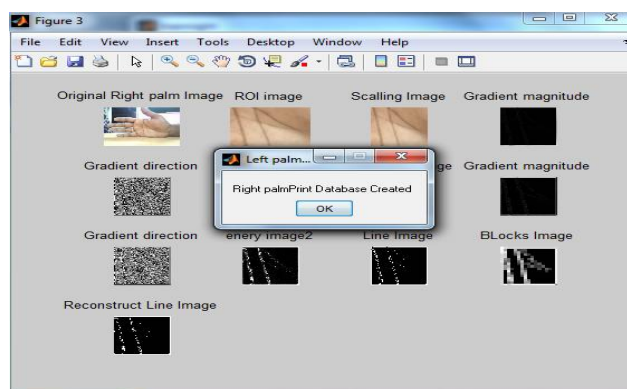 Figure 3
File Edit View Insert Tools Desktop Window Help
Original Right palm Image ROI image Scalling Image Gradient magnitude
Gradient direction ge Gradient magnitude
Left palm...
Right palmPrint Database Created
OK
Gradient direction enery image2 Line Image BLocks Image
Reconstruct Line Image